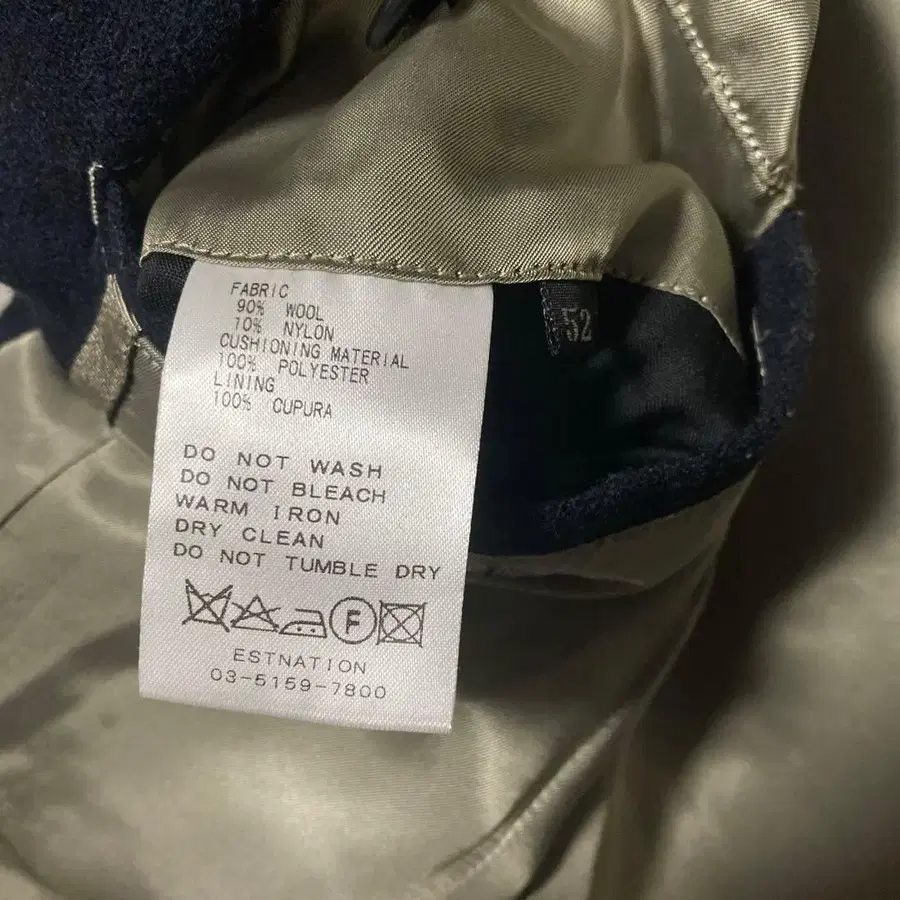 FABRIC
90% WOOL
10% NYLON
CUSHIONING MATERIAL
100% POLYESTER
LINING
100% CUPURA
DO NOT WASH
DO NOT BLEACH
WARM IRON
DRY CLEAN
DO NOT TUMBLE DRY
F
ESTNATION
03-5159-7800
52